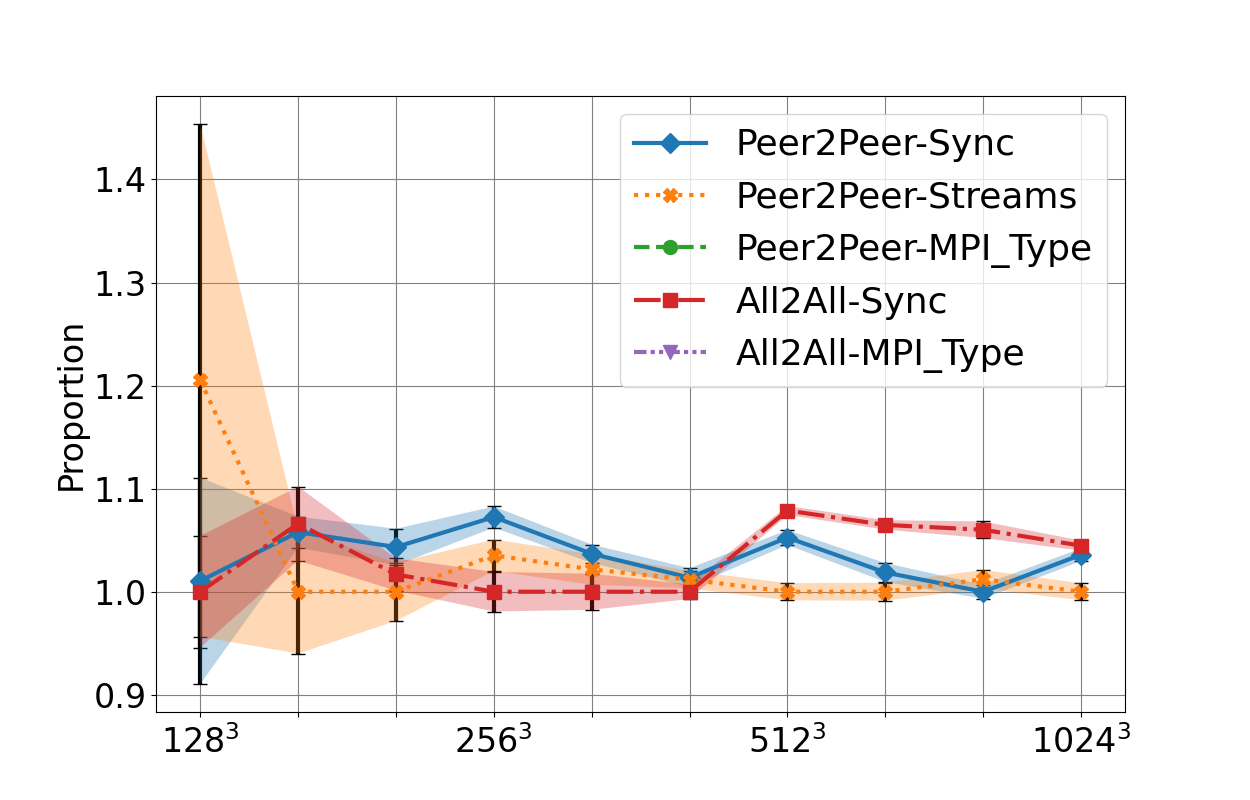 Peer2Peer-Sync
Peer2Peer-Streams
Peer2Peer-MPI_Type
All2All-Sync
All2All-MPI_Type
Proportion
1.4
1.3
1.2
1.1
1.0
0.9
128³ 256³ 512³ 1024³